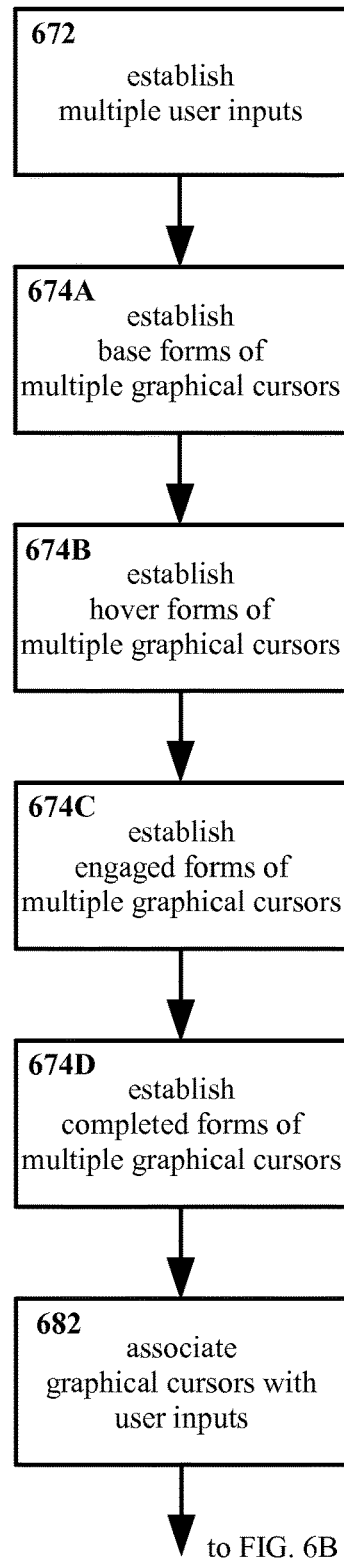 672
establish
multiple user inputs
674A
establish
base forms of
multiple graphical cursors
674B
establish
hover forms of
multiple graphical cursors
674C
establish
engaged forms of
multiple graphical cursors
674D
establish
completed forms of
multiple graphical cursors
682
associate
graphical cursors with
user inputs
to FIG. 6B